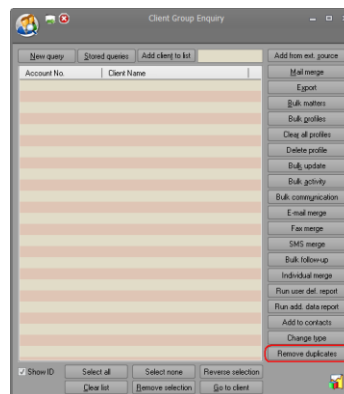 Client Group Enquiry
New query Stored queries Add client to list Add from ext. source
Account No. Client Name Mail merge
Export
Bulk matters
Bulk profiles
Clear all profiles
Delete profile
Bulk update
Bulk activity
Bulk communication
E-mail merge
Fax merge
SMS merge
Bulk follow-up
Individual merge
Run user def. report
Run add. data report
Add to contacts
Change type
Remove duplicates
Show ID Select all Select none Reverse selection
Clear list Remove selection Go to client